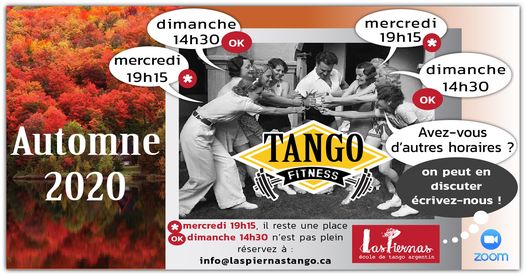 Automne
2020
dimanche
14h30
OK
mercredi
19h15
*
mercredi
19h15
*
dimanche
14h30
OK
TANGO
FITNESS
Avez-vous
d'autres horaires ?
on peut en
discuter
écrivez-nous !
* mercredi 19h15, il reste une place
OK dimanche 14h30 n'est pas plein
réservez à :
info@laspiernastango.ca
Las Piernas
école de tango argentin
zoom